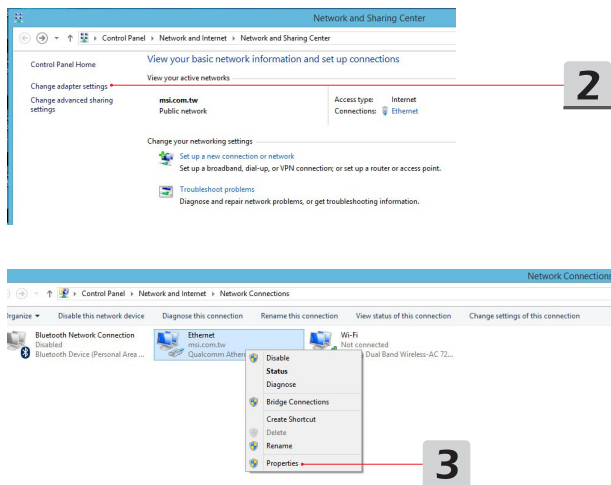 Network and Sharing Center
Control Panel ▸ Network and Internet ▸ Network and Sharing Center
Control Panel Home
Change adapter settings
Change advanced sharing
settings
View your basic network information and set up connections
View your active networks
msi.com.tw
Public network
Access type: Internet
Connections: Ethernet
Change your networking settings
Set up a new connection or network
Set up a broadband, dial-up, or VPN connection; or set up a router or access point.
Troubleshoot problems
Diagnose and repair network problems, or get troubleshooting information.
2
Network Connections
Control Panel ▸ Network and Internet ▸ Network Connections
Organize Disable this network device Diagnose this connection Rename this connection View status of this connection Change settings of this connection
Bluetooth Network Connection
Disabled
Bluetooth Device (Personal Area ...
Ethernet
msi.com.tw
Qualcomm Ather
Wi-Fi
Not connected
Dual Band Wireless-AC 72...
Disable
Status
Diagnose
Bridge Connections
Create Shortcut
Delete
Rename
Properties
3